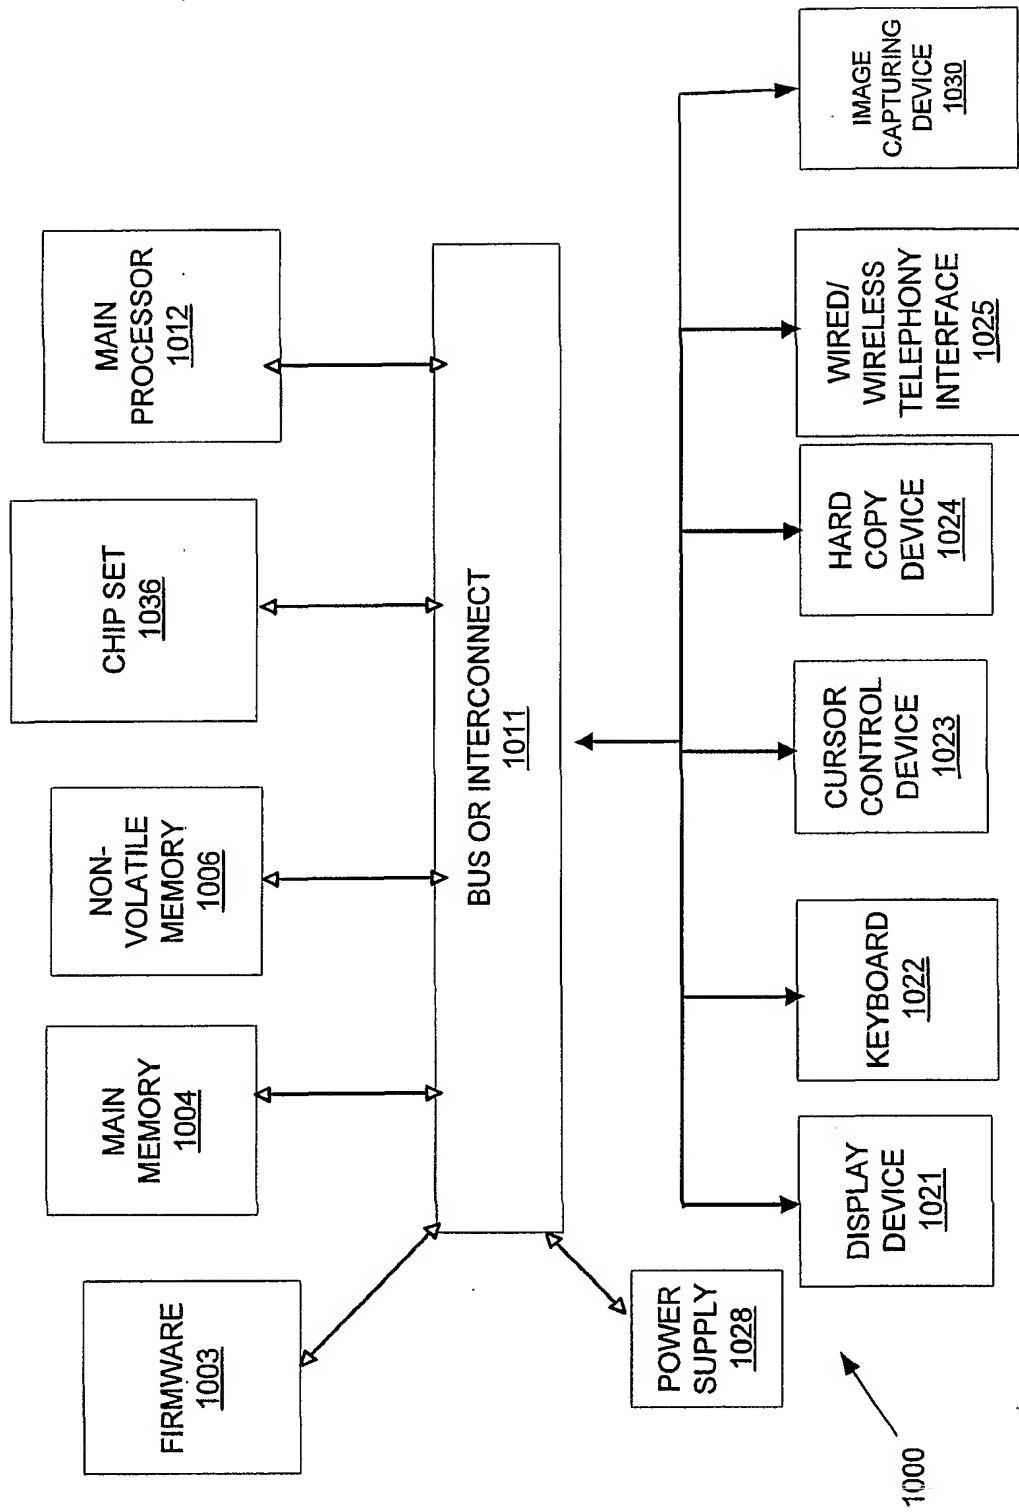 FIRMWARE
1003
MAIN
MEMORY
1004
NON-
VOLATILE
MEMORY
1006
CHIP SET
1036
MAIN
PROCESSOR
1012
BUS OR INTERCONNECT
1011
POWER
SUPPLY
1028
DISPLAY
DEVICE
1021
KEYBOARD
1022
CURSOR
CONTROL
DEVICE
1023
HARD
COPY
DEVICE
1024
WIRED/
WIRELESS
TELEPHONY
INTERFACE
1025
IMAGE
CAPTURING
DEVICE
1030
1000